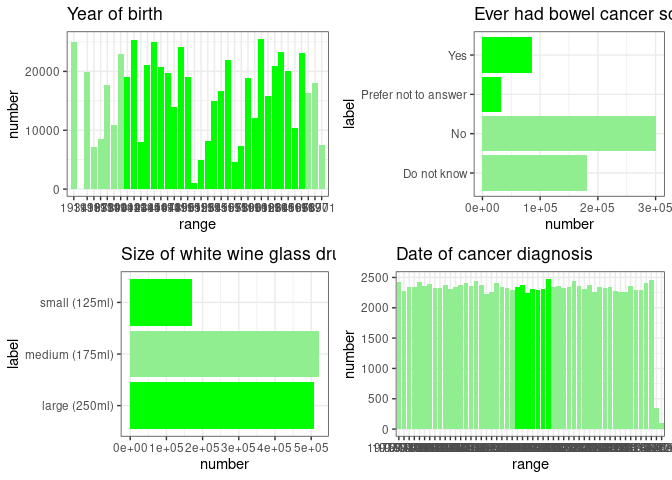 Year of birth
number
20000
10000
0
range
Ever had bowel cancer sc
label
Yes
Prefer not to answer
No
Do not know
0e+00 1e+05 2e+05 3e+05
number
Size of white wine glass dru
label
small (125ml)
medium (175ml)
large (250ml)
0e+00 1e+05 2e+05 3e+05 4e+05 5e+05
number
Date of cancer diagnosis
number
2500
2000
1500
1000
500
0
range